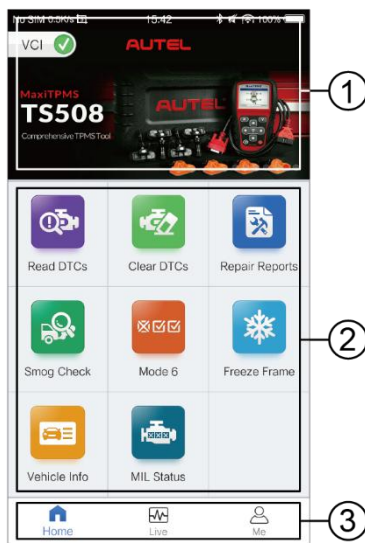 No SIM 0.5K/s 15:42 100%
VCI AUTEL
MaxiTPMS
TS508
Comprehensive TPMS Tool
AUTEL
1
Read DTCs Clear DTCs Repair Reports
Smog Check Mode 6 Freeze Frame
2
Vehicle Info MIL Status
Home Live Me
3